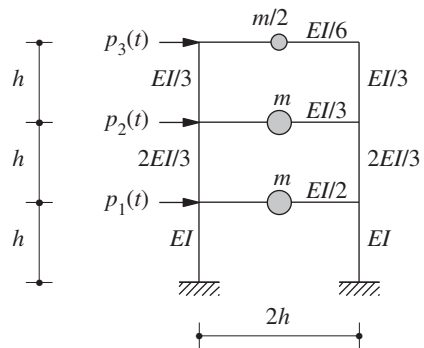 m/2
p₃(t) EI/6
h EI/3 EI/3
m
p₂(t) EI/3
h 2EI/3 2EI/3
m
p₁(t) EI/2
h EI EI
2h